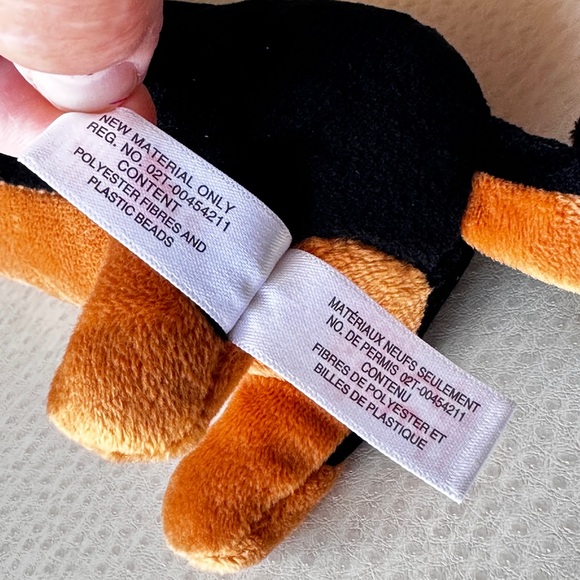 NEW MATERIAL ONLY
REG. NO. 02T-00454211
CONTENT
POLYESTER FIBRES AND
PLASTIC BEADS
MATÉRIAUX NEUFS SEULEMENT
NO. DE PERMIS 02T-00454211
CONTENU
FIBRES DE POLYESTER ET
BILLES DE PLASTIQUE